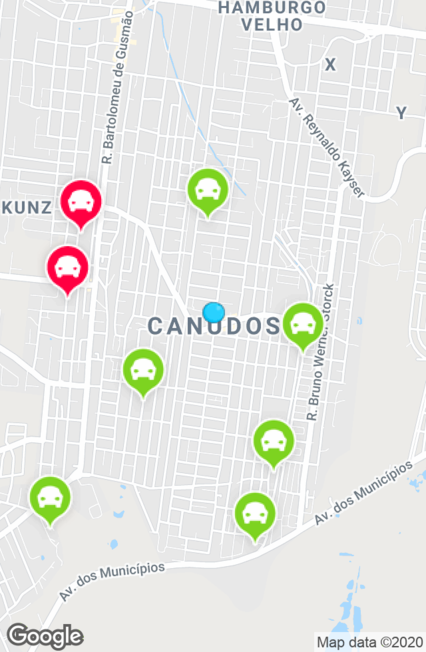 HAMBURGO
VELHO
R. Bartolomeu de Gusmão
X
Av. Reynaldo Kayser
Y
KUNZ
CANUDOS
R. Bruno Werner Storck
Av. dos Municípios
Av. dos Municípios
Google
Map data ©2020